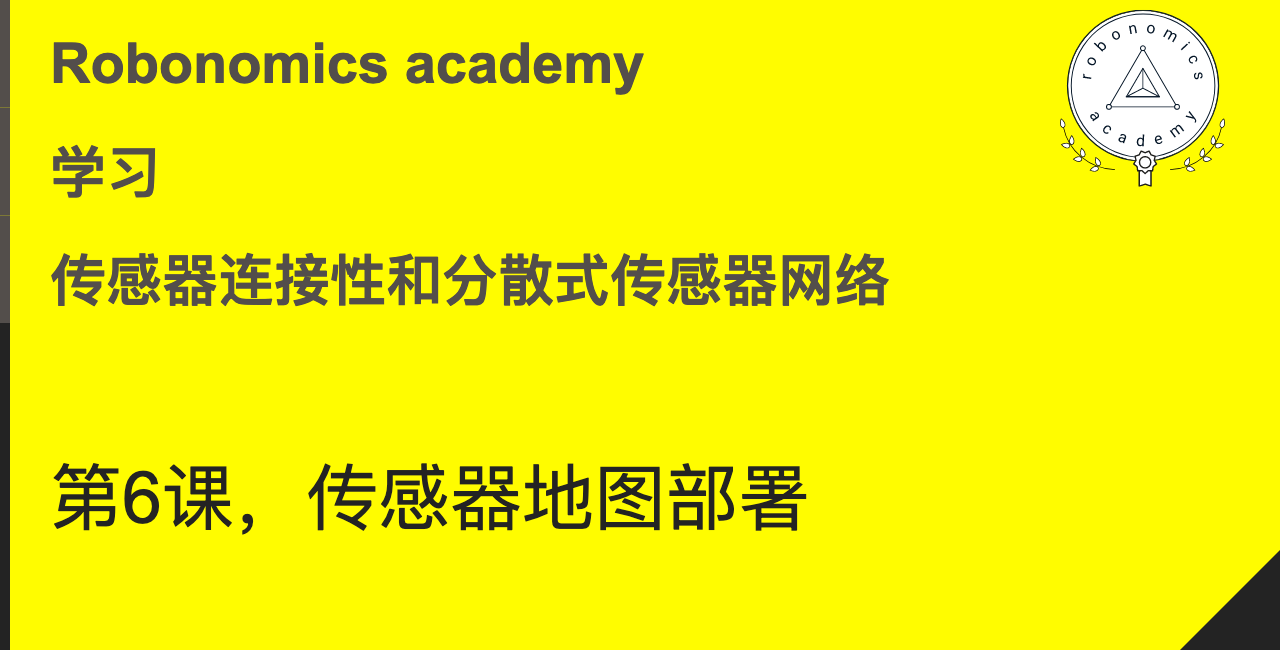 Robonomics academy
学习
传感器连接性和分散式传感器网络
第6课，传感器地图部署
robonomics
academy